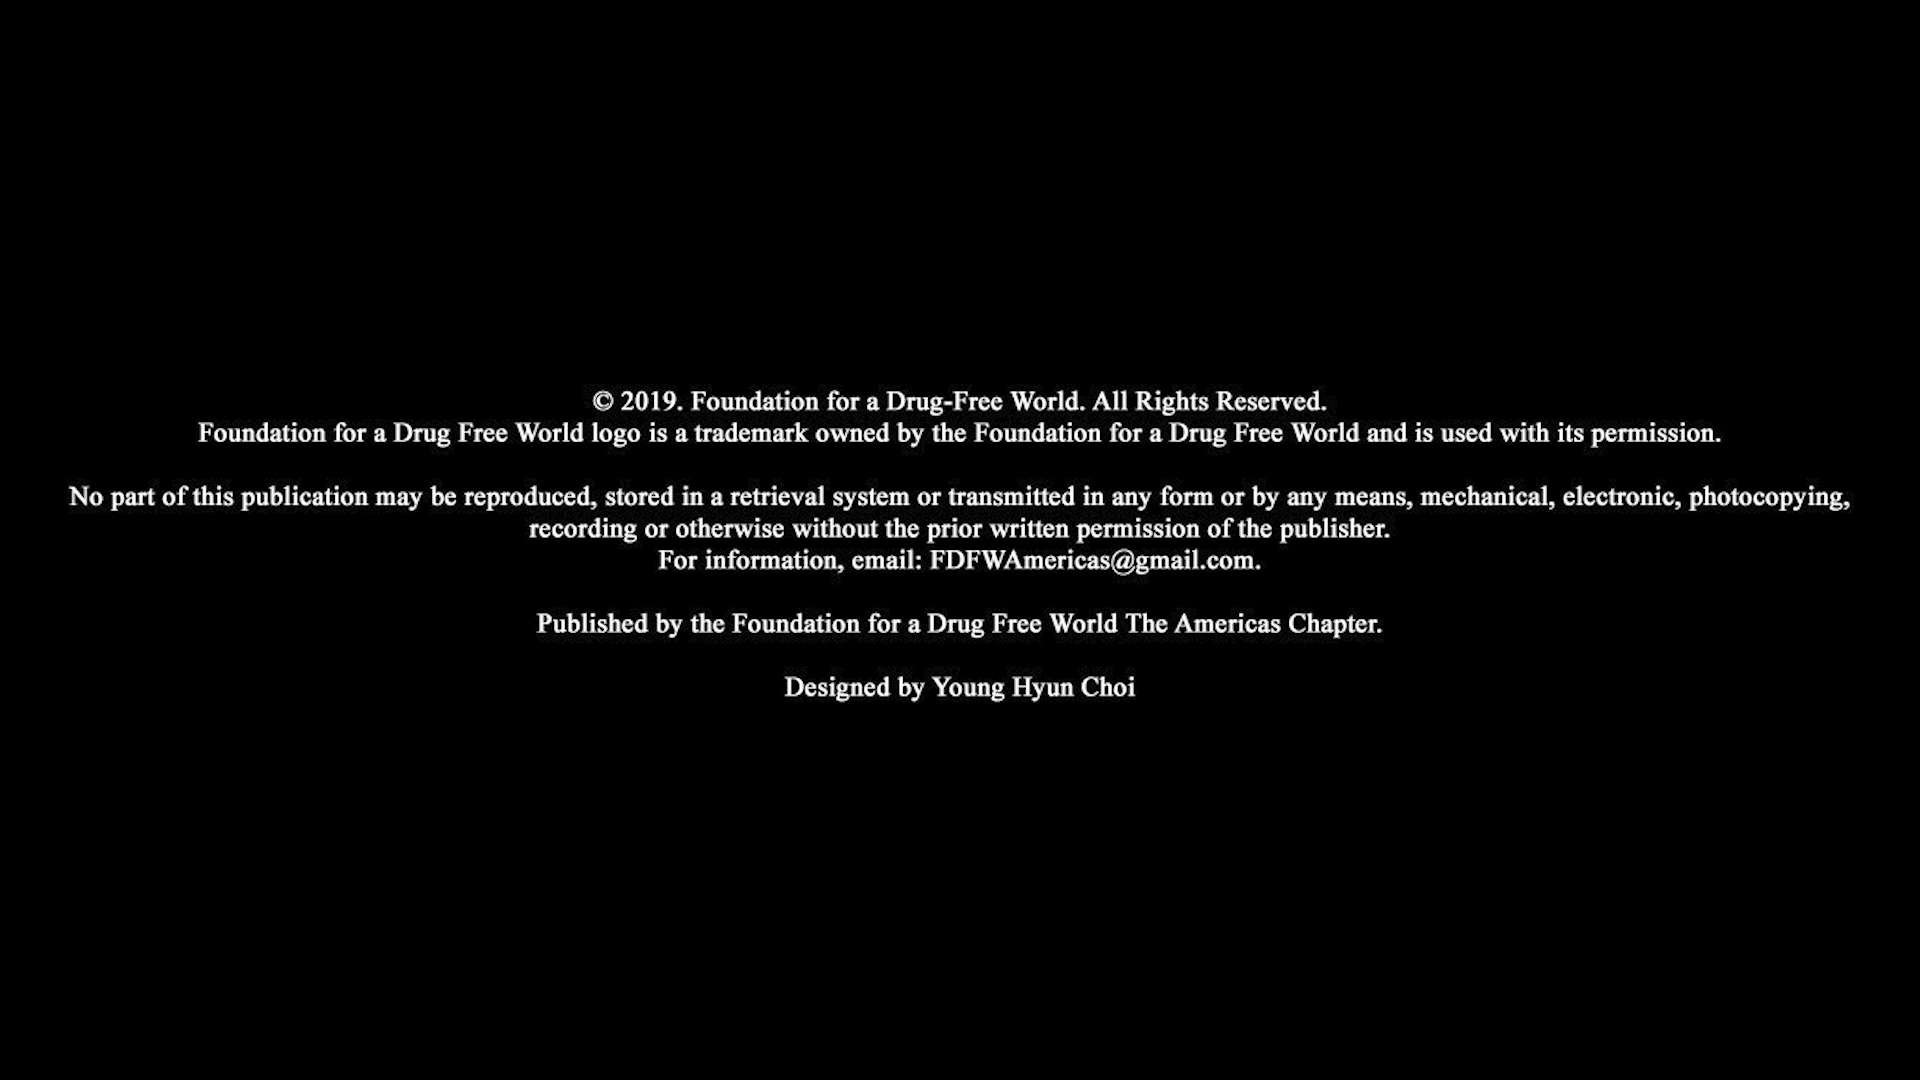 © 2019. Foundation for a Drug-Free World. All Rights Reserved.
Foundation for a Drug Free World logo is a trademark owned by the Foundation for a Drug Free World and is used with its permission.
No part of this publication may be reproduced, stored in a retrieval system or transmitted in any form or by any means, mechanical, electronic, photocopying,
recording or otherwise without the prior written permission of the publisher.
For information, email: FDFWAmericas@gmail.com.
Published by the Foundation for a Drug Free World The Americas Chapter.
Designed by Young Hyun Choi